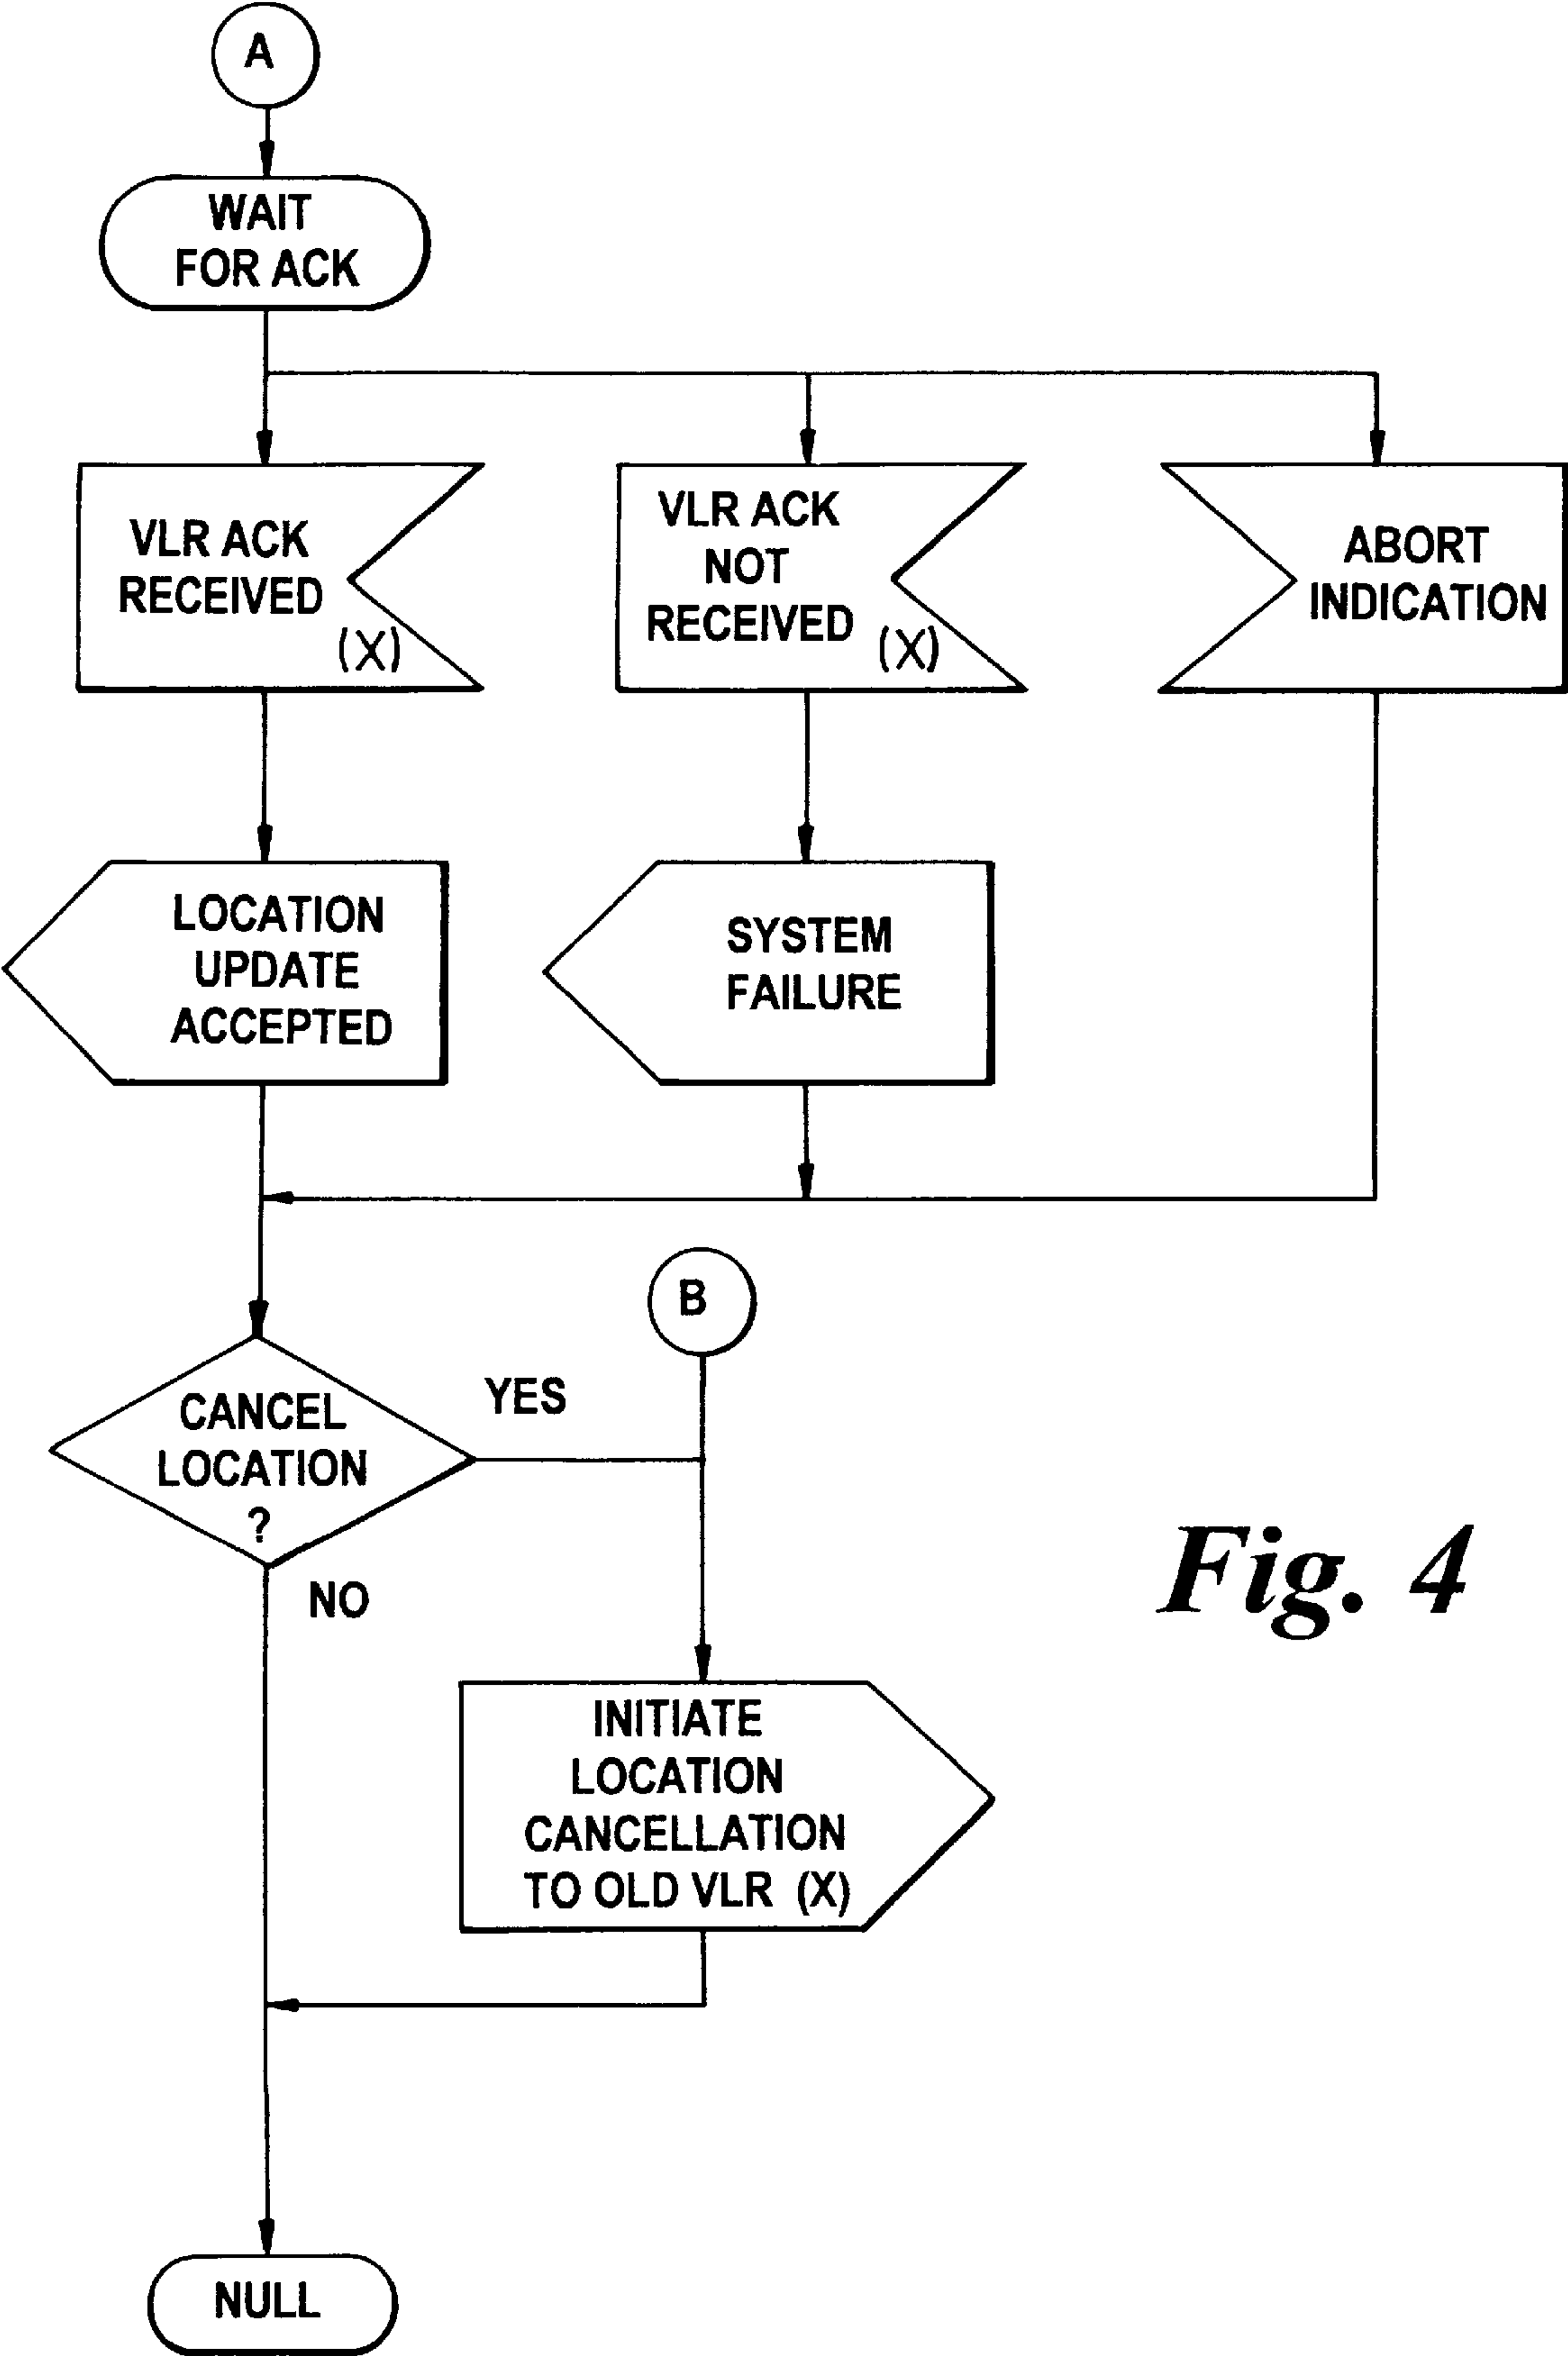 A
WAIT
FOR ACK
VLR ACK
RECEIVED
(X)
VLR ACK
NOT
RECEIVED
(X)
ABORT
INDICATION
LOCATION
UPDATE
ACCEPTED
SYSTEM
FAILURE
B
CANCEL
LOCATION
?
YES
NO
INITIATE
LOCATION
CANCELLATION
TO OLD VLR (X)
NULL
Fig. 4